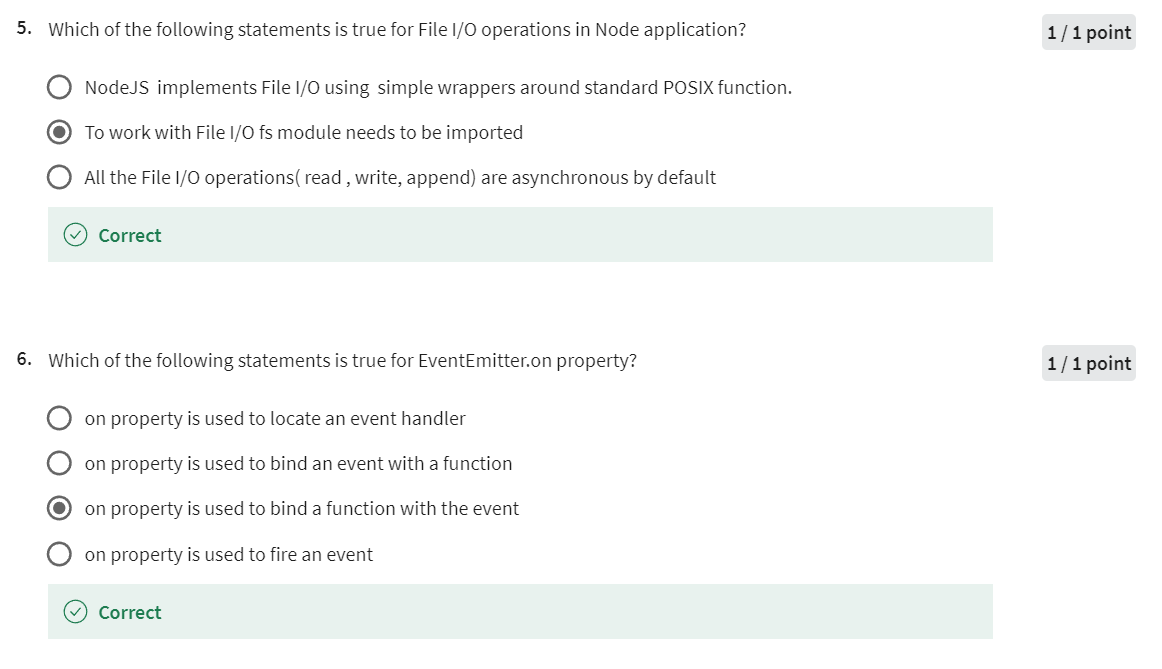 5. Which of the following statements is true for File I/O operations in Node application?
1 / 1 point
NodeJS implements File I/O using simple wrappers around standard POSIX function.
To work with File I/O fs module needs to be imported
All the File I/O operations( read , write, append) are asynchronous by default
Correct
6. Which of the following statements is true for EventEmitter.on property?
1 / 1 point
on property is used to locate an event handler
on property is used to bind an event with a function
on property is used to bind a function with the event
on property is used to fire an event
Correct